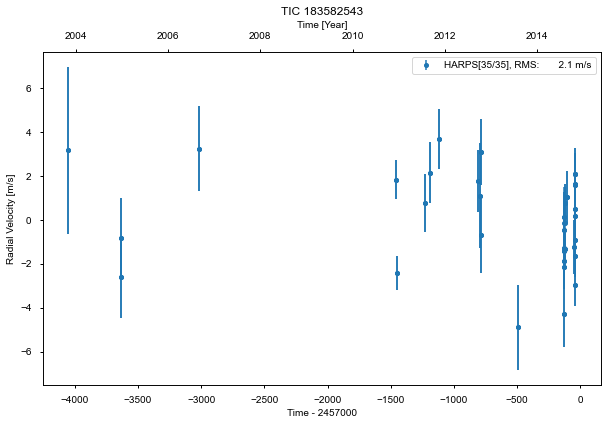 TIC 183582543
Time [Year]
2004 2006 2008 2010 2012 2014
HARPS[35/35], RMS: 2.1 m/s
Radial Velocity [m/s]
6
4
2
0
−2
−4
−6
−4000 −3500 −3000 −2500 −2000 −1500 −1000 −500 0
Time - 2457000